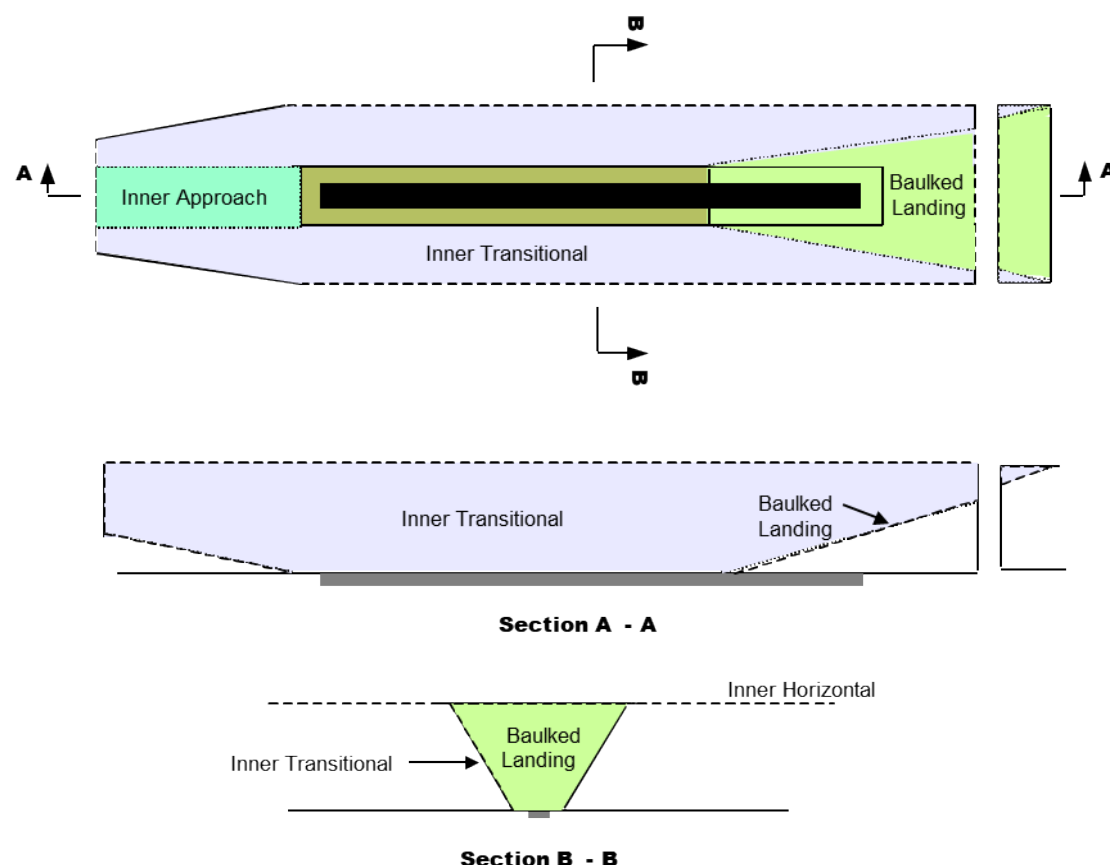 B
A
A
Inner Approach
Baulked
Landing
Inner Transitional
B
Inner Transitional
Baulked
Landing
Section A - A
Inner Horizontal
Baulked
Landing
Inner Transitional
Section B - B